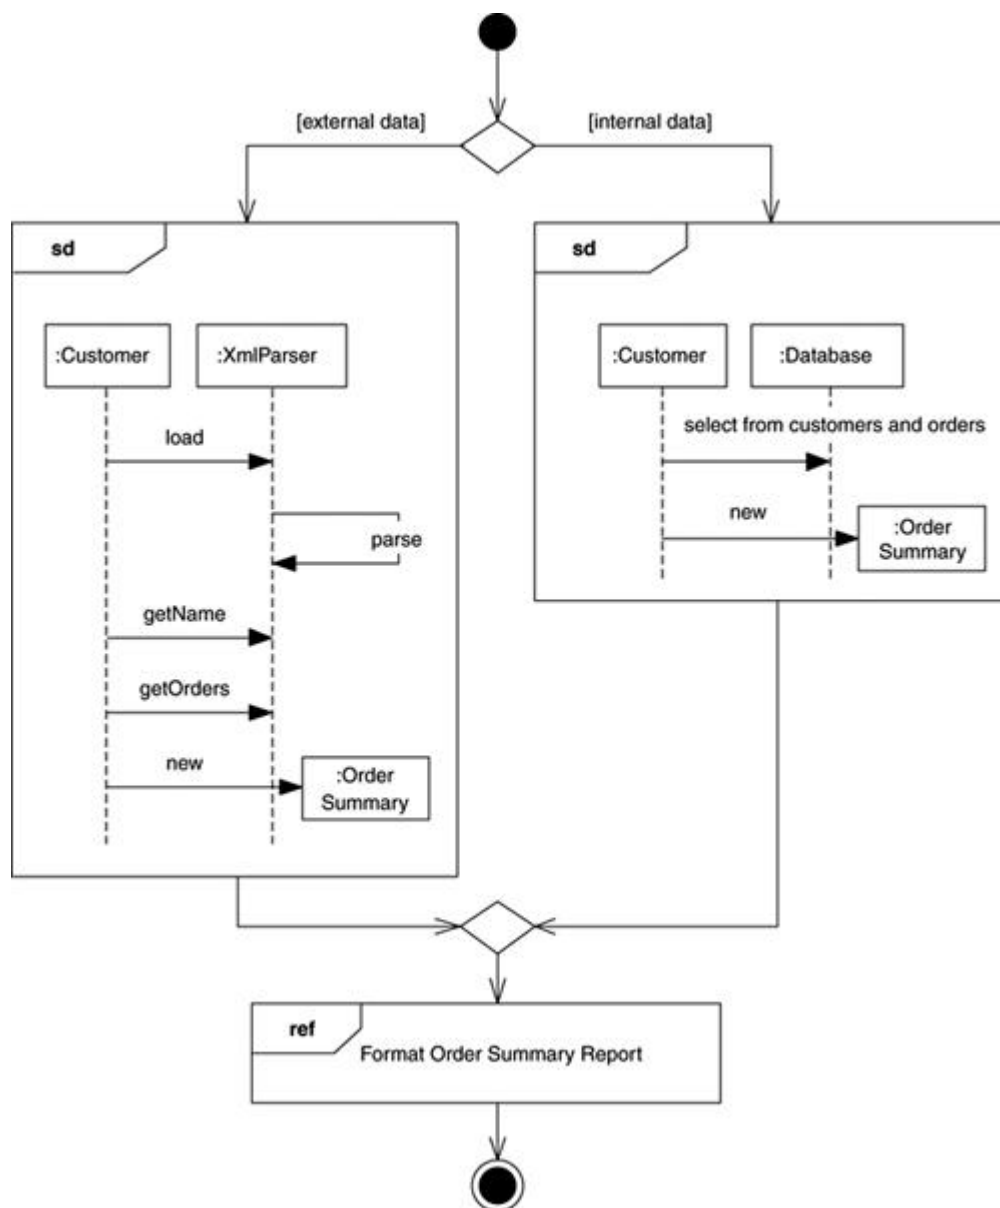 [external data]
[internal data]
sd
:Customer
:XmlParser
load
parse
getName
getOrders
new
:Order
Summary
sd
:Customer
:Database
select from customers and orders
new
:Order
Summary
ref
Format Order Summary Report